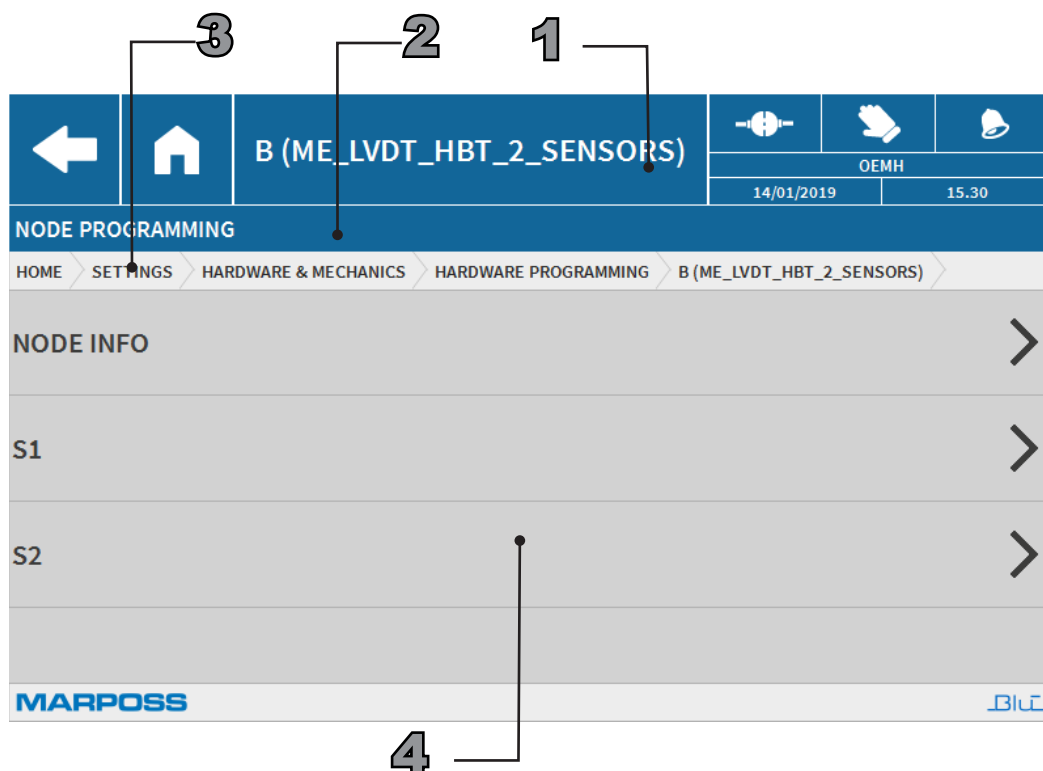 3 2 1
B (ME_LVDT_HBT_2_SENSORS)
OEMH
14/01/2019 15.30
NODE PROGRAMMING
HOME SETTINGS HARDWARE & MECHANICS HARDWARE PROGRAMMING B (ME_LVDT_HBT_2_SENSORS)
NODE INFO
S1
S2
MARPOSS
4